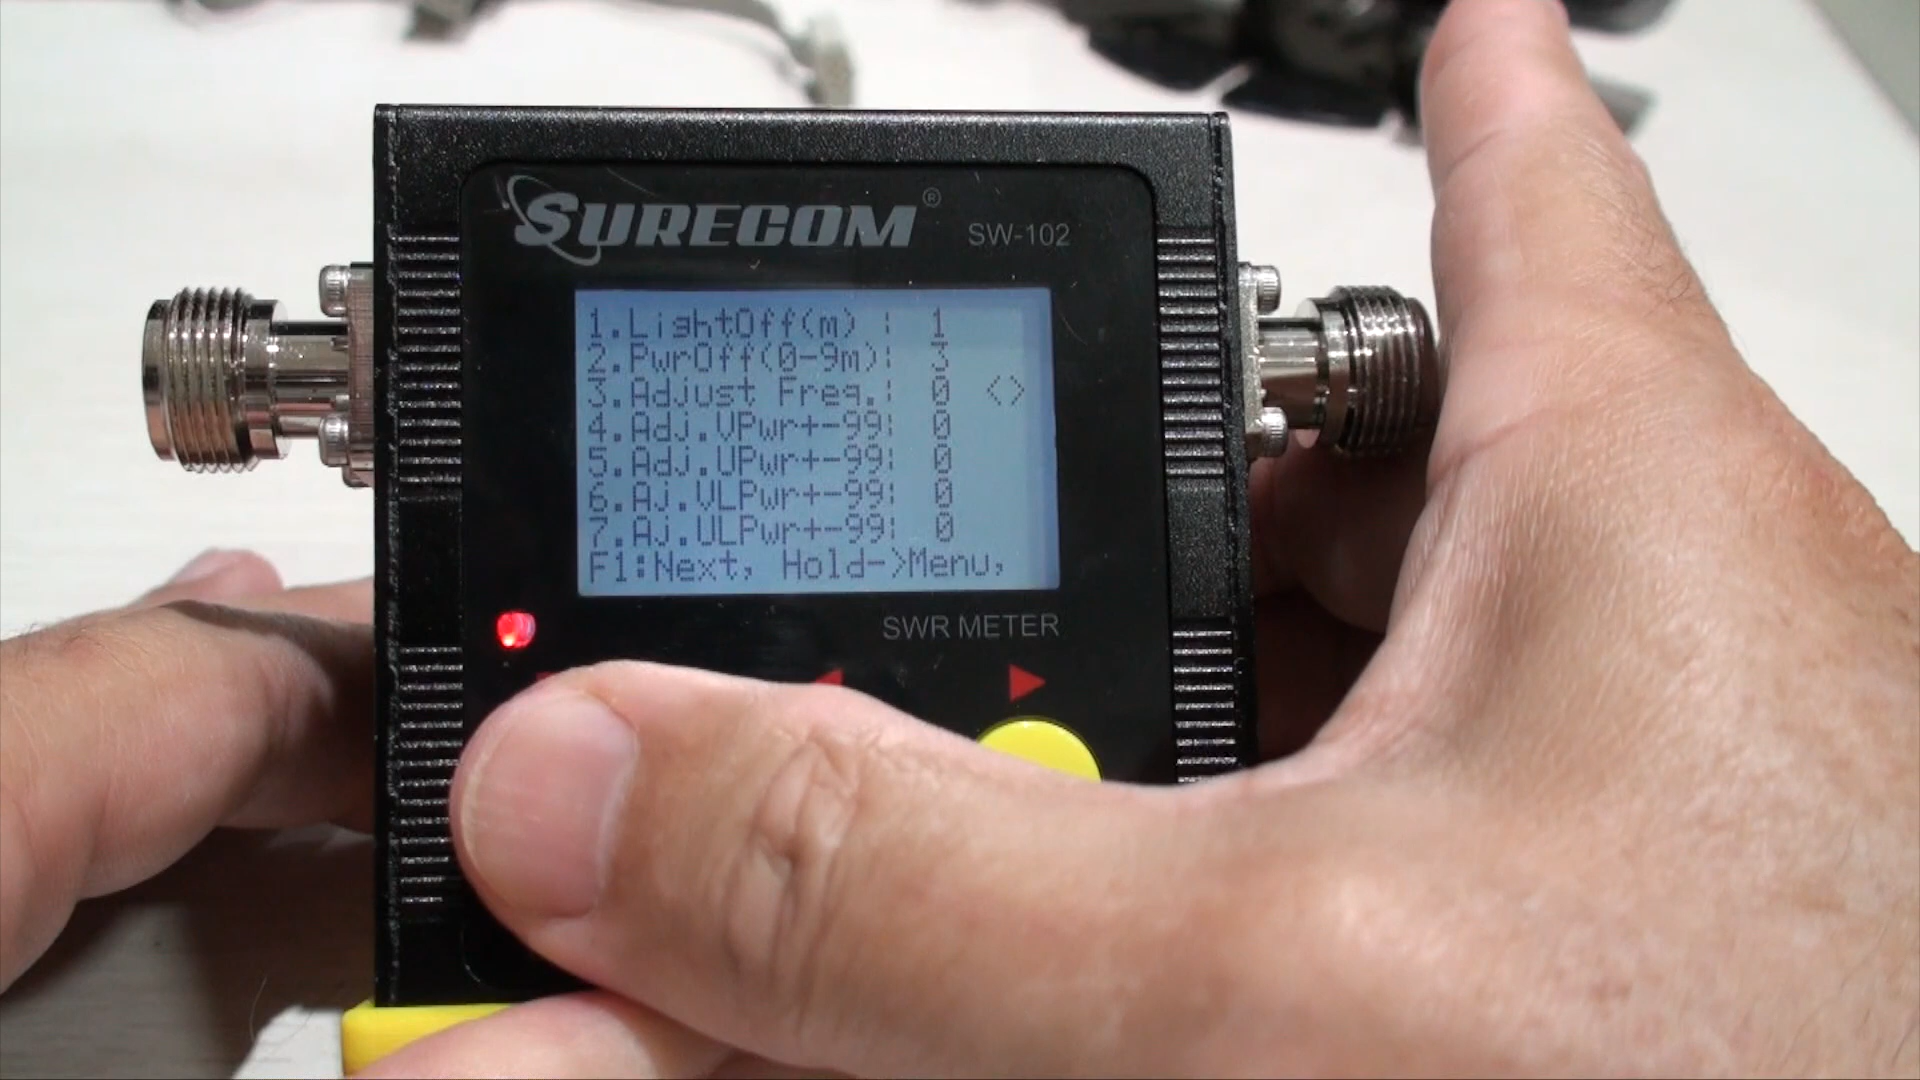 SURECOM®
SW-102
1.LightOff(m) : 1
2.PwrOff(0-9m): 3
3.Adjust Freq.: 0 <>
4.Adj.VPwr+-99: 0
5.Adj.UPwr+-99: 0
6.Aj.VLPwr+-99: 0
7.Aj.ULPwr+-99: 0
F1:Next, Hold->Menu,
SWR METER